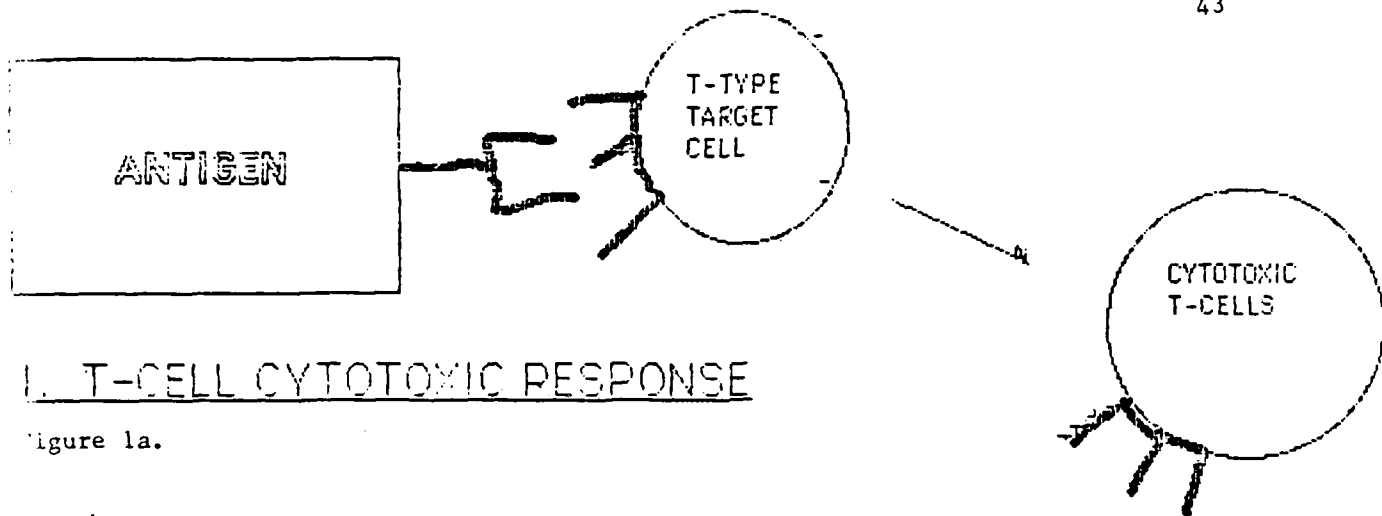 43
ANTIGEN
T-TYPE
TARGET
CELL
CYTOTOXIC
T-CELLS
I. T-CELL CYTOTOXIC RESPONSE
igure 1a.